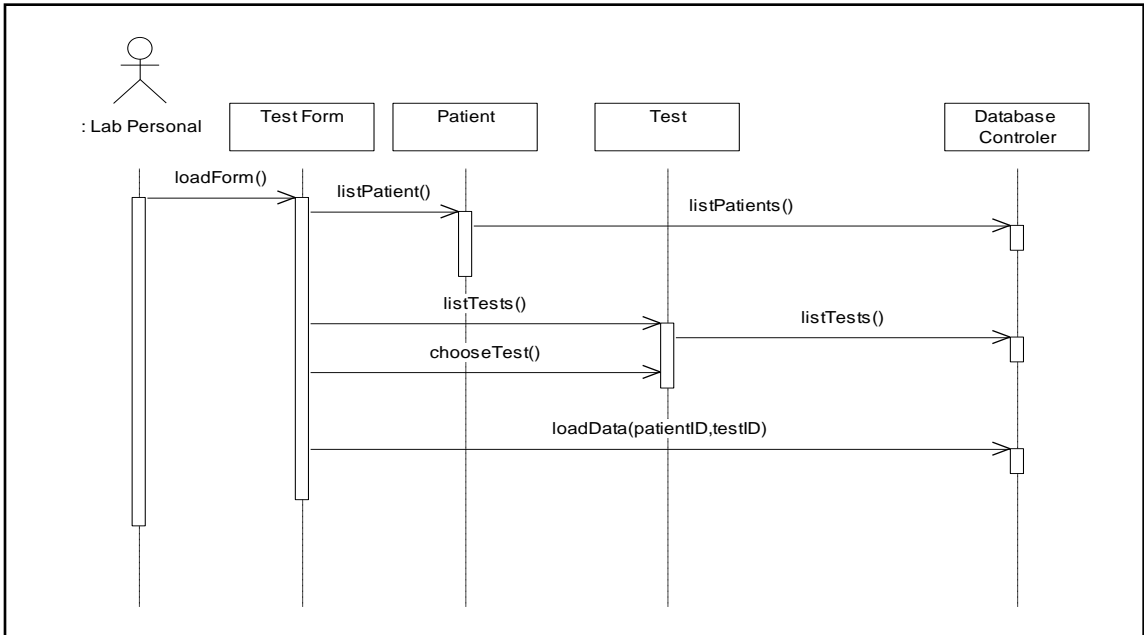 : Lab Personal
Test Form
Patient
Test
Database
Controler
loadForm()
listPatient()
listPatients()
listTests()
listTests()
chooseTest()
loadData(patientID,testID)